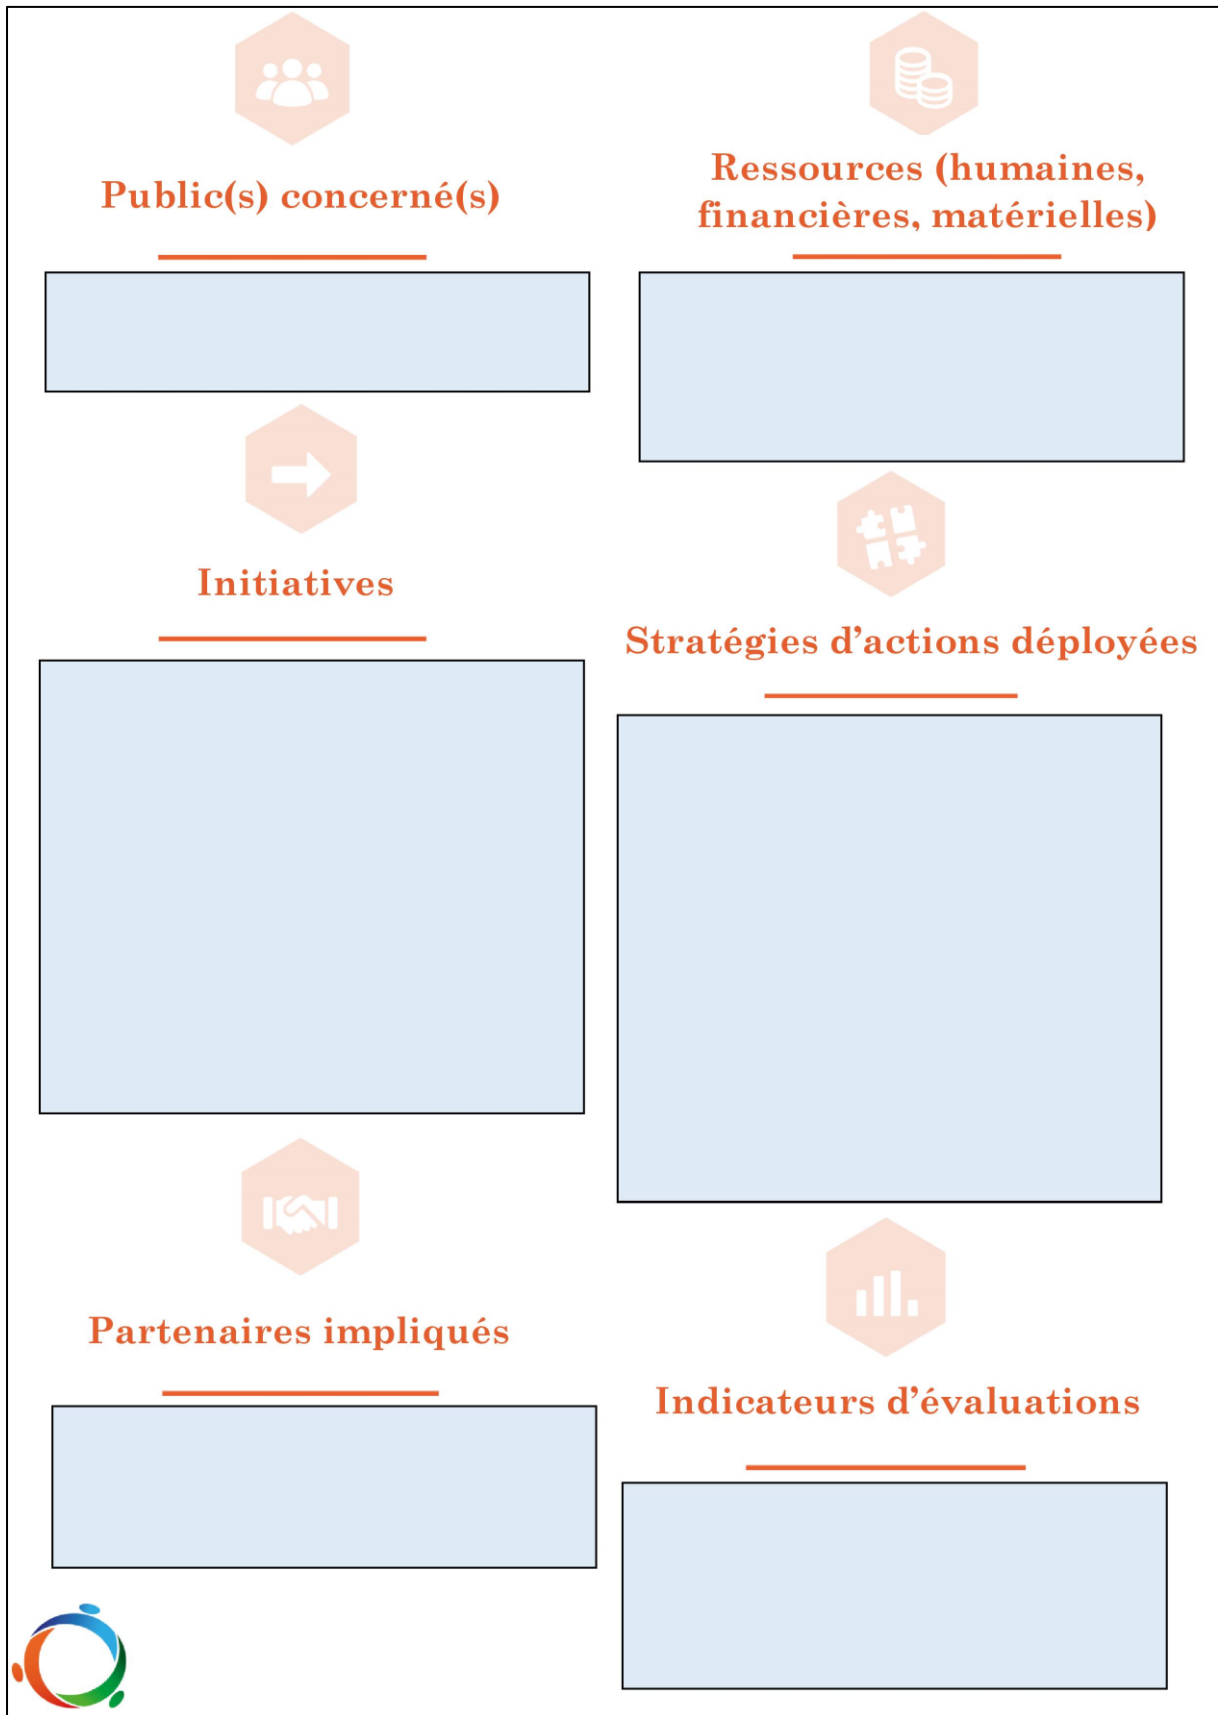 Public(s) concerné(s)
Ressources (humaines,
financières, matérielles)
Initiatives
Stratégies d’actions déployées
Partenaires impliqués
Indicateurs d’évaluations